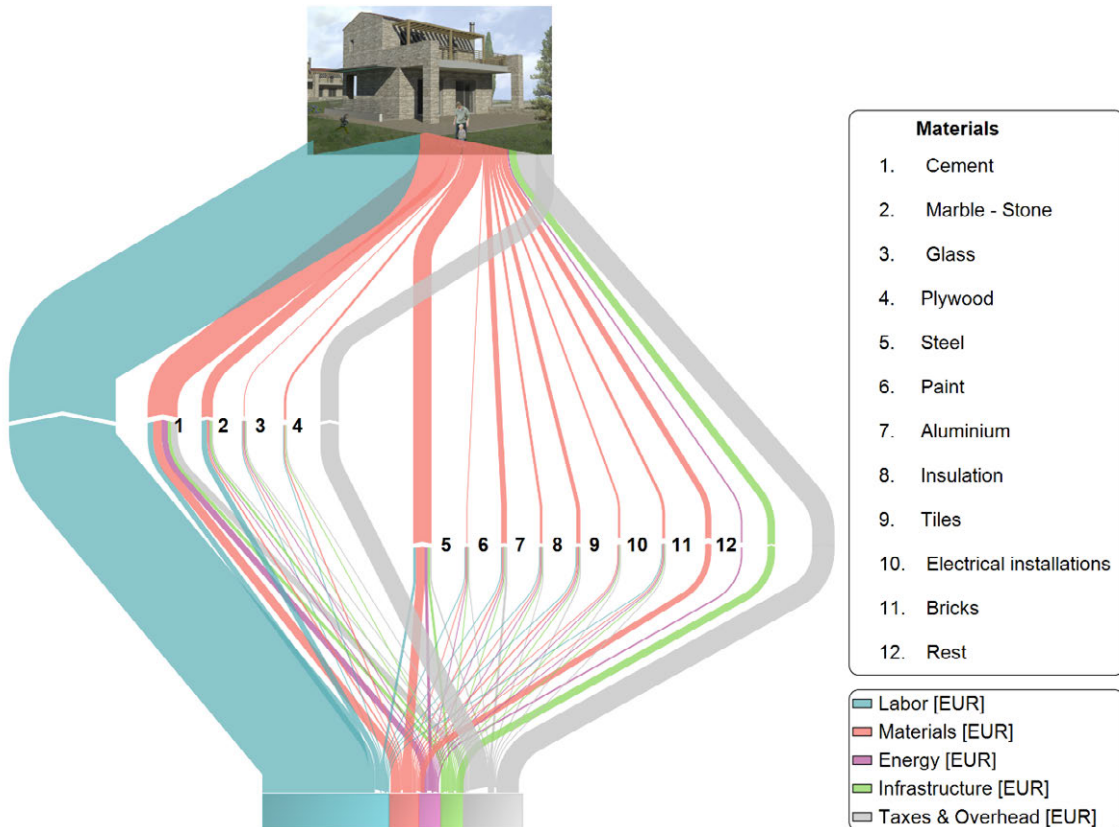 Materials
1. Cement
2. Marble - Stone
3. Glass
4. Plywood
5. Steel
6. Paint
7. Aluminium
8. Insulation
9. Tiles
10. Electrical installations
11. Bricks
12. Rest
1 2 3 4
5 6 7 8 9 10 11 12
Labor [EUR]
Materials [EUR]
Energy [EUR]
Infrastructure [EUR]
Taxes & Overhead [EUR]